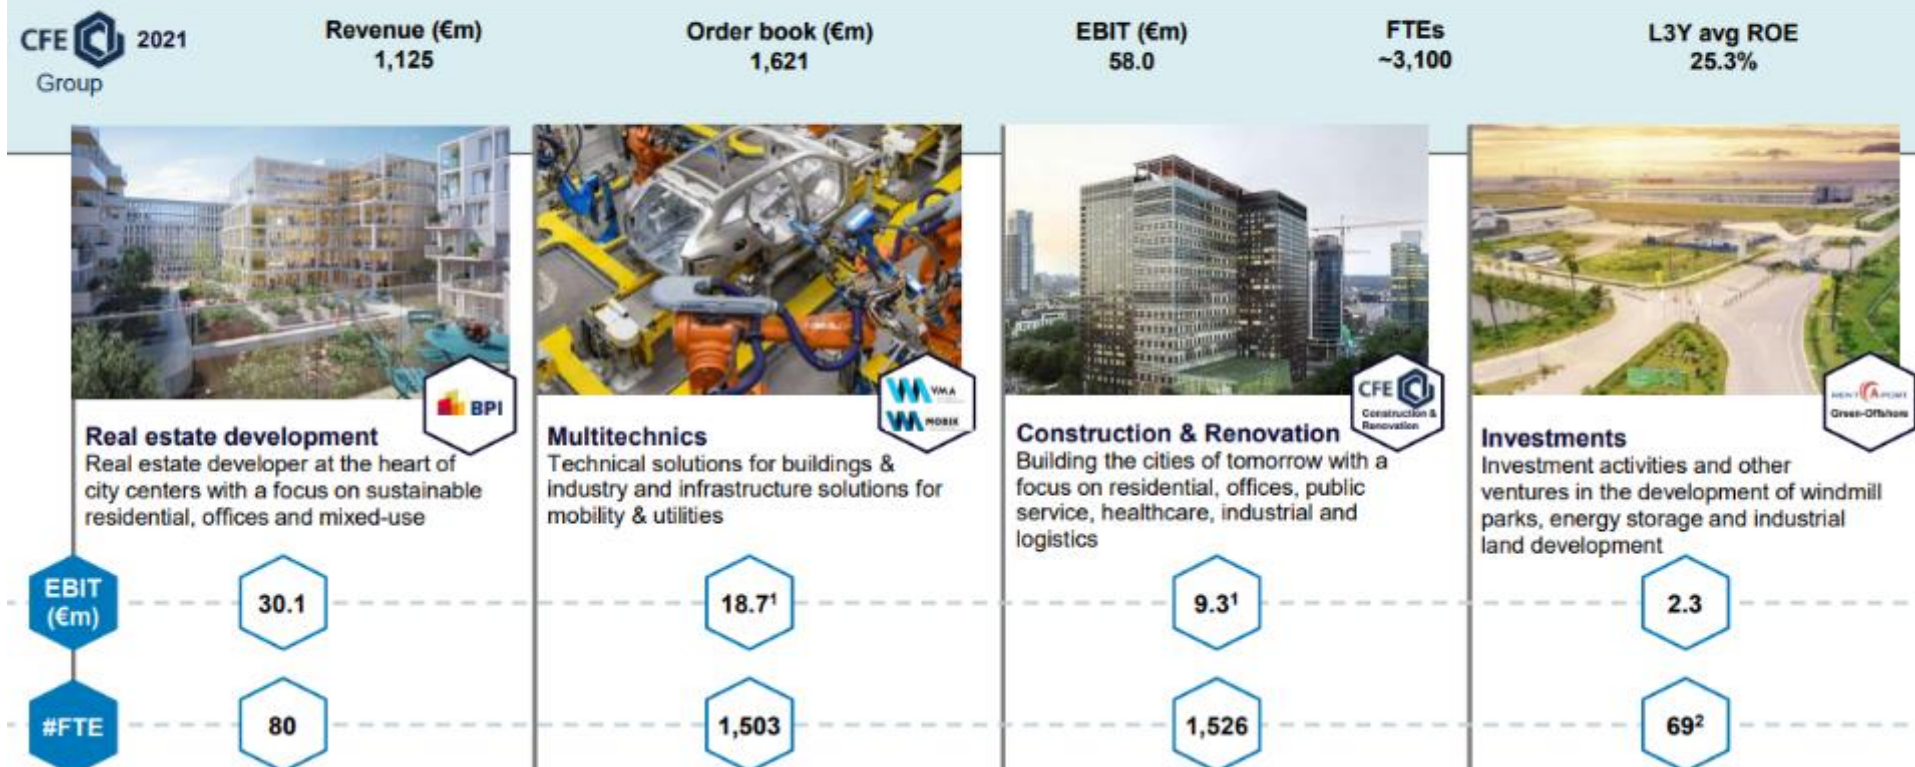 CFE 2021
Group
Revenue (€m)
1,125
Order book (€m)
1,621
EBIT (€m)
58.0
FTEs
~3,100
L3Y avg ROE
25.3%
BPI
Real estate development
Real estate developer at the heart of
city centers with a focus on sustainable
residential, offices and mixed-use
VMA
MOBIX
Multitechnics
Technical solutions for buildings &
industry and infrastructure solutions for
mobility & utilities
CFE
Construction &
Renovation
Construction & Renovation
Building the cities of tomorrow with a
focus on residential, offices, public
service, healthcare, industrial and
logistics
Green-Offshore
Investments
Investment activities and other
ventures in the development of windmill
parks, energy storage and industrial
land development
EBIT
(€m)
30.1
18.7¹
9.3¹
2.3
#FTE
80
1,503
1,526
69²